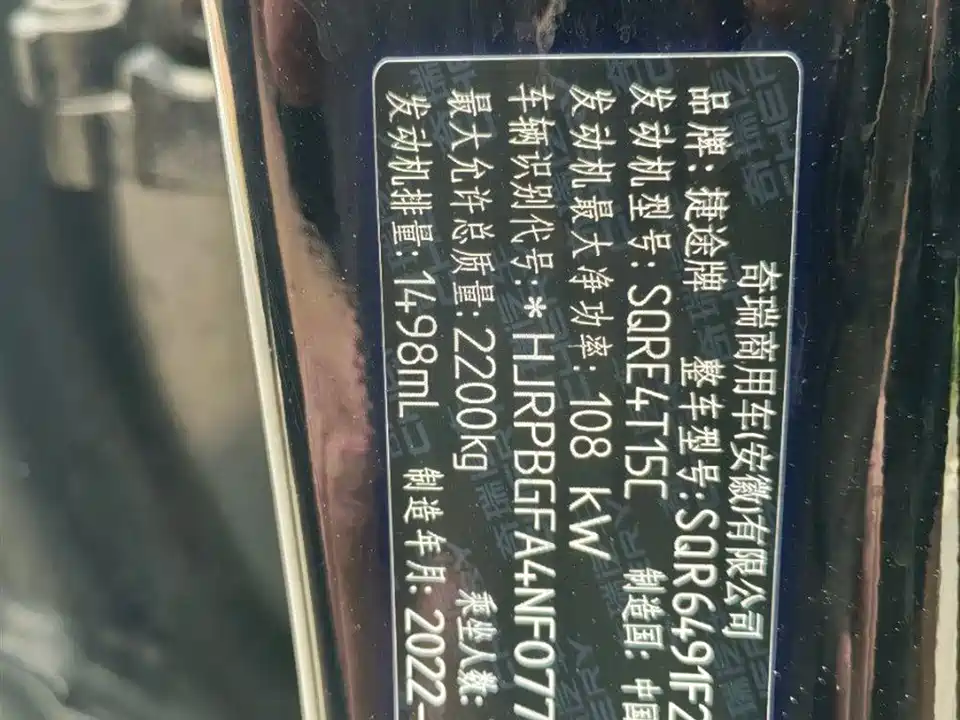 奇瑞商用车(安徽)有限公司
品牌: 捷途牌 整车型号:SQR6491F2
发动机型号: SQRE4T15C 制造国: 中国
发动机最大净功率: 108 kW
车辆识别代号:*HJRPBGFA4NF077
最大允许总质量: 2200kg 乘坐人数:
发动机排量: 1498mL 制造年月: 2022-